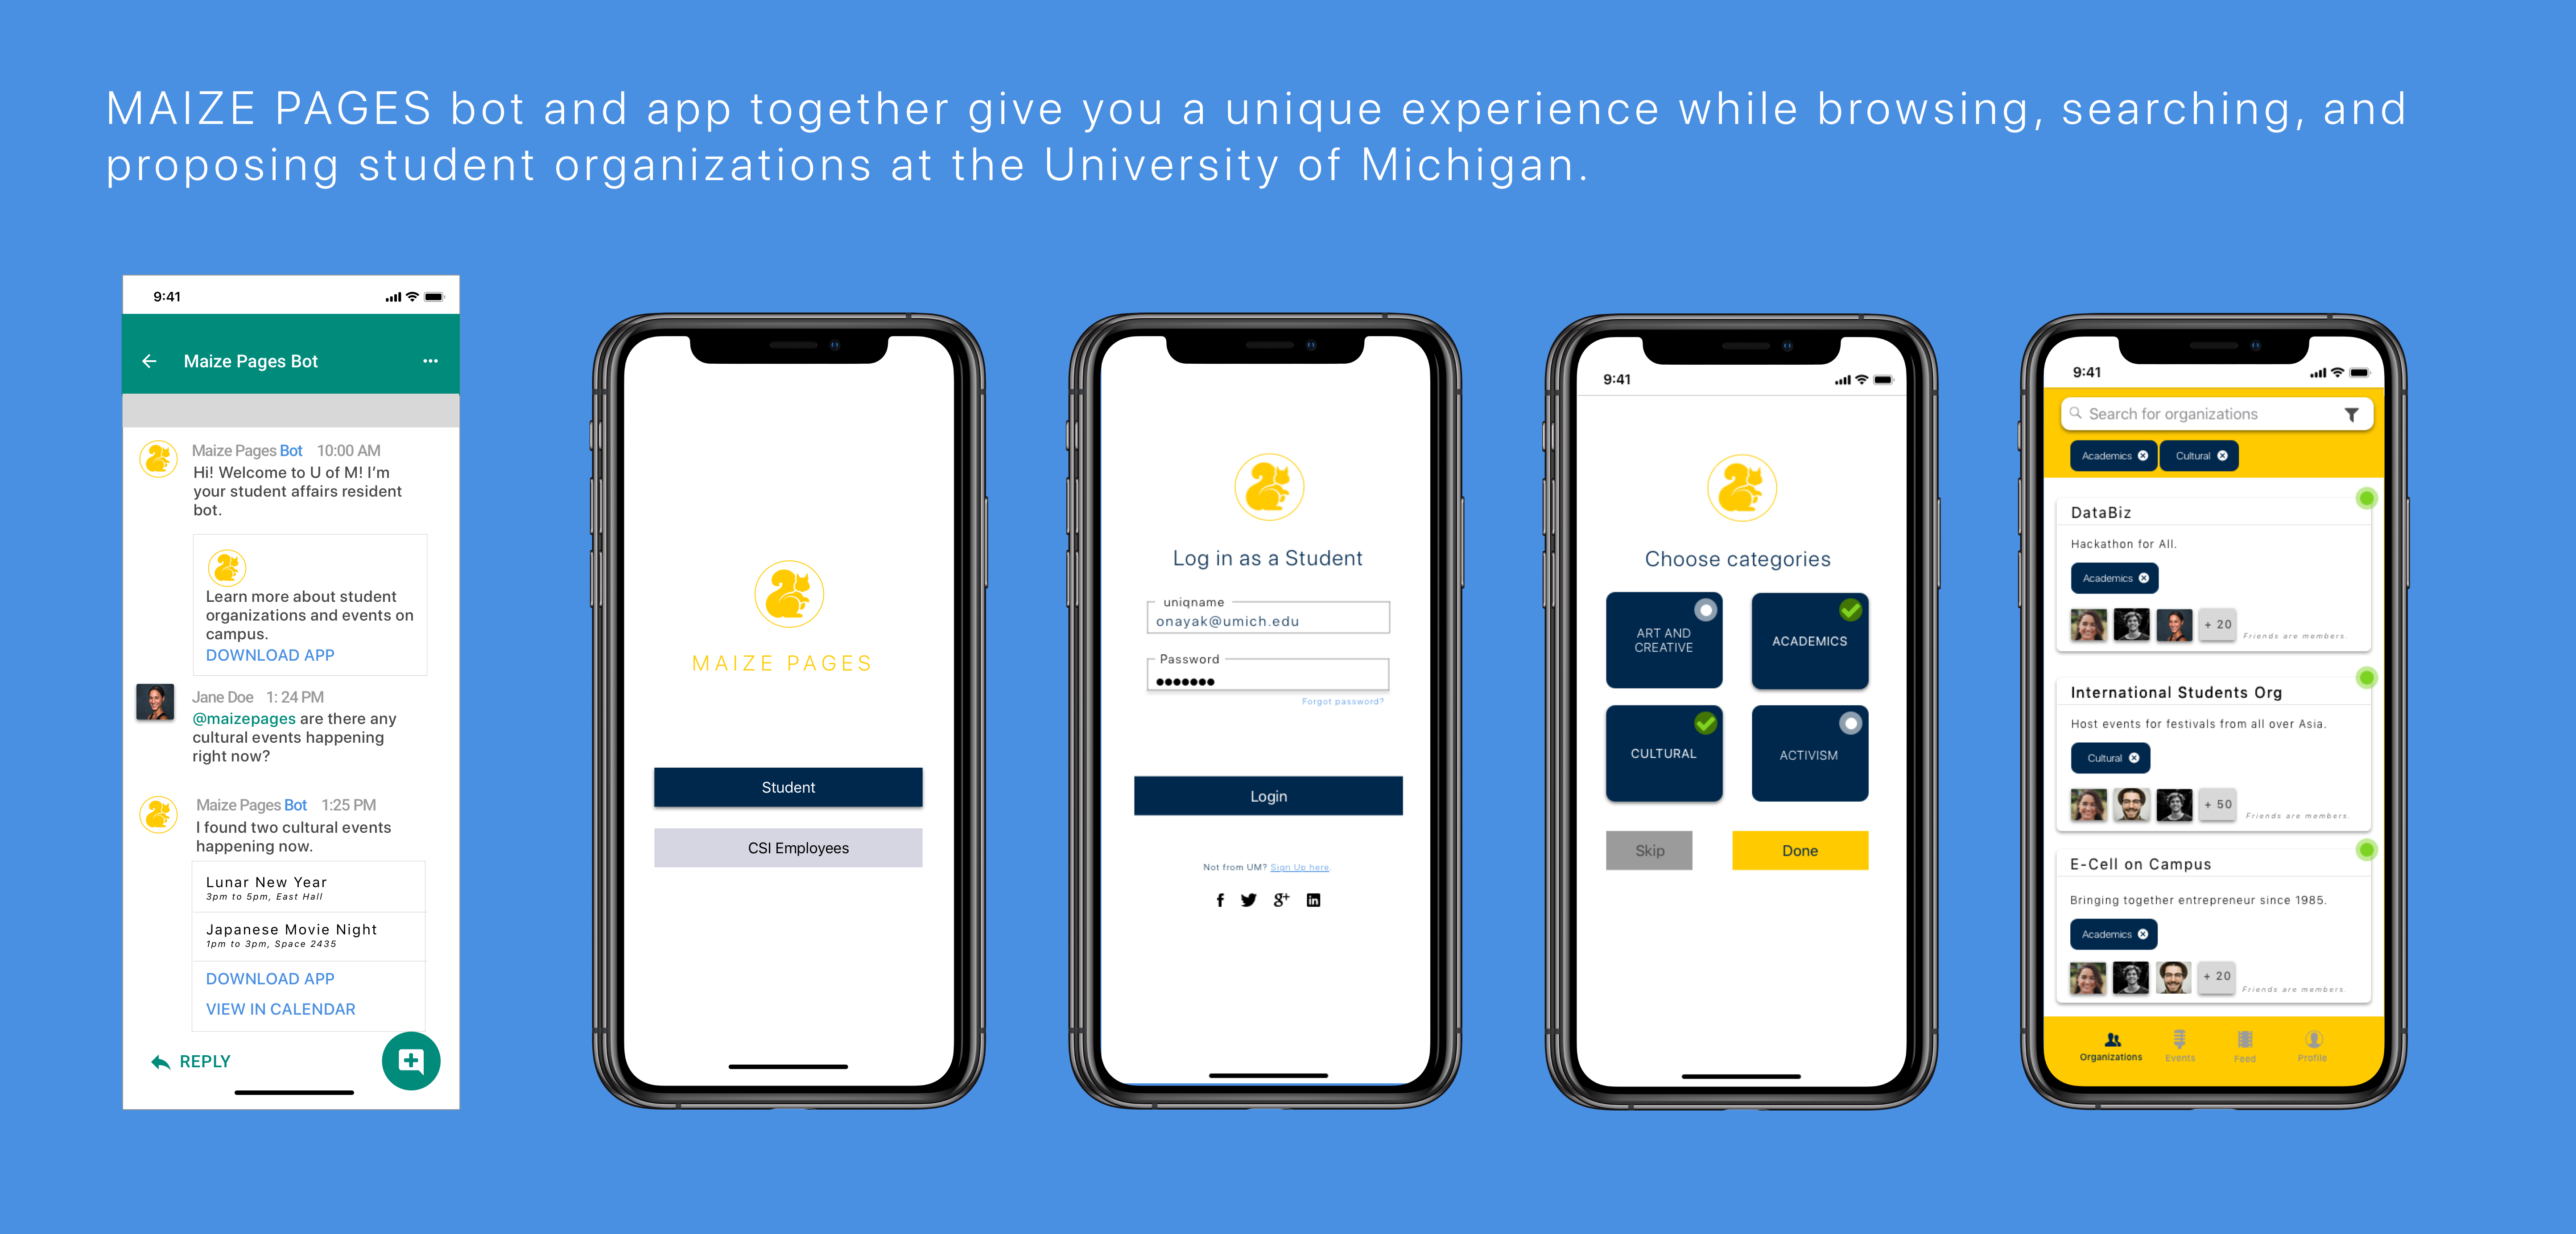 MAIZE PAGES bot and app together give you a unique experience while browsing, searching, and
proposing student organizations at the University of Michigan.
9:41
Maize Pages Bot
Maize Pages Bot 10:00 AM
Hi! Welcome to U of M! I'm
your student affairs resident
bot.
Learn more about student
organizations and events on
campus.
DOWNLOAD APP
Jane Doe 1: 24 PM
@maizepages are there any
cultural events happening
right now?
Maize Pages Bot 1:25 PM
I found two cultural events
happening now.
Lunar New Year
3pm to 5pm, East Hall
Japanese Movie Night
1pm to 3pm, Space 2435
DOWNLOAD APP
VIEW IN CALENDAR
REPLY
MAIZE PAGES
Student
CSI Employees
Log in as a Student
uniqname
onayak@umich.edu
Password
Forgot password?
Login
Not from UM? Sign Up here.
9:41
Choose categories
ART AND
CREATIVE
ACADEMICS
CULTURAL
ACTIVISM
Skip
Done
9:41
Search for organizations
Academics
Cultural
DataBiz
Hackathon for All.
Academics
+ 20
Friends are members.
International Students Org
Host events for festivals from all over Asia.
Cultural
+ 50
Friends are members.
E-Cell on Campus
Bringing together entrepreneur since 1985.
Academics
+ 20
Friends are members.
Organizations
Events
Feed
Profile